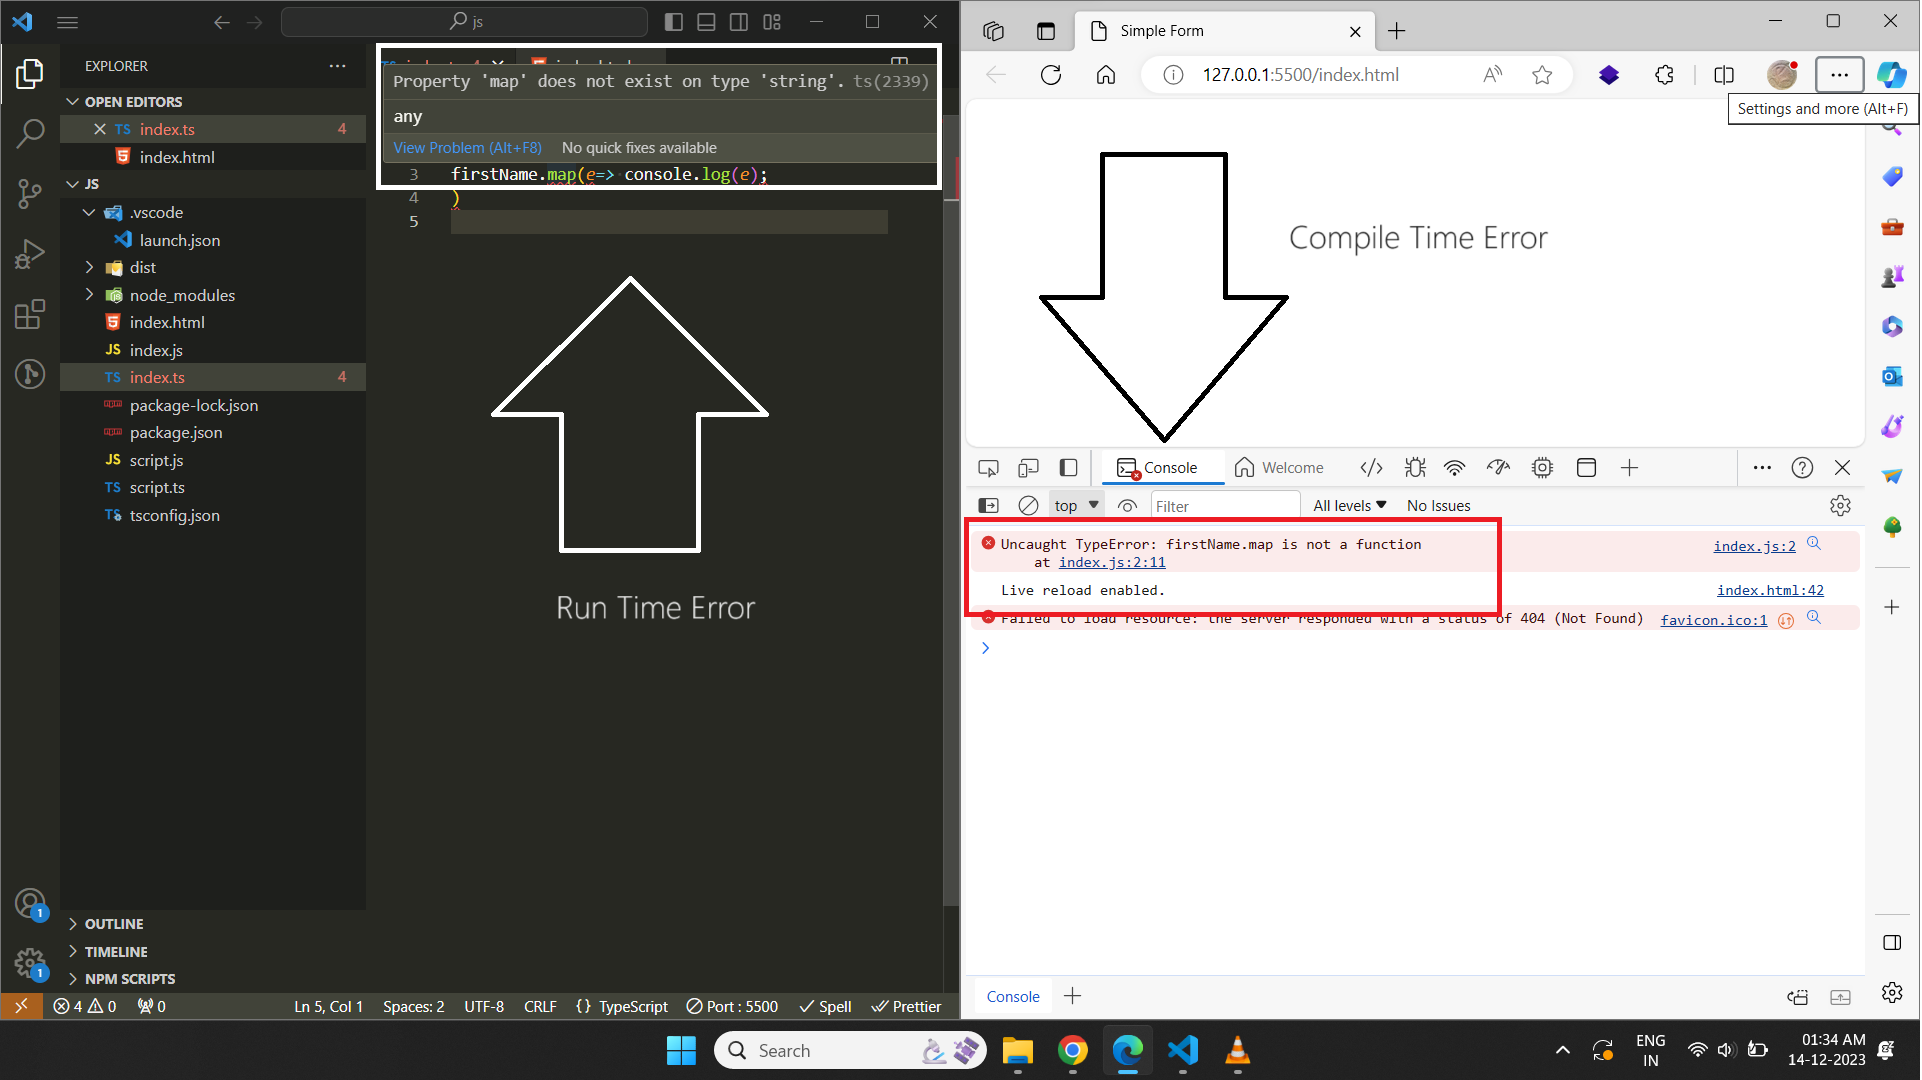 js
EXPLORER
OPEN EDITORS
TS index.ts 4
index.html
JS
.vscode
launch.json
dist
node_modules
index.html
JS index.js
TS index.ts 4
package-lock.json
package.json
JS script.js
TS script.ts
TS tsconfig.json
OUTLINE
TIMELINE
NPM SCRIPTS
1
1
Property 'map' does not exist on type 'string'. ts(2339)
any
View Problem (Alt+F8) No quick fixes available
3 firstName.map(e=> console.log(e);
4 )
5
Run Time Error
4 0 0
Ln 5, Col 1 Spaces: 2 UTF-8 CRLF {} TypeScript Port : 5500 Spell Prettier
Simple Form
127.0.0.1:5500/index.html
Settings and more (Alt+F)
Compile Time Error
Console Welcome
top Filter All levels No Issues
Uncaught TypeError: firstName.map is not a function index.js:2
at index.js:2:11
Live reload enabled. index.html:42
Failed to load resource: the server responded with a status of 404 (Not Found) favicon.ico:1
Console
Search
ENG
IN
01:34 AM
14-12-2023